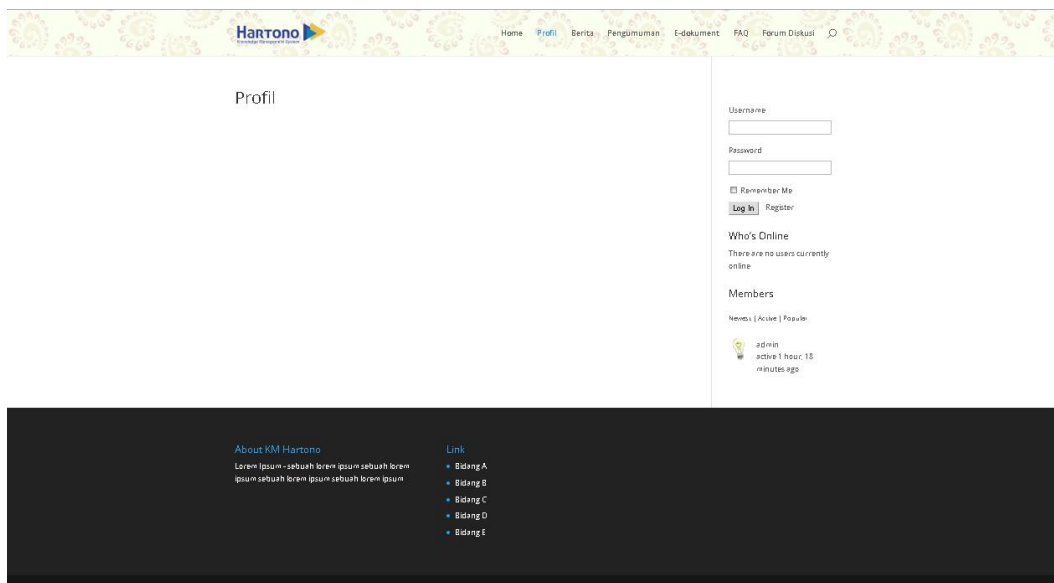 HARTONO
Knowledge Management System
Home Profil Berita Pengumuman E-dokument FAQ Forum Diskusi
Profil
Username
Password
Remember Me
Log In Register
Who's Online
There are no users currently
online
Members
Newest | Active | Popular
admin
active 1 hour, 18
minutes ago
About KM Hartono
Lorem Ipsum - sebuah lorem ipsum sebuah lorem
ipsum sebuah lorem ipsum sebuah lorem ipsum
Link
Bidang A
Bidang B
Bidang C
Bidang D
Bidang E